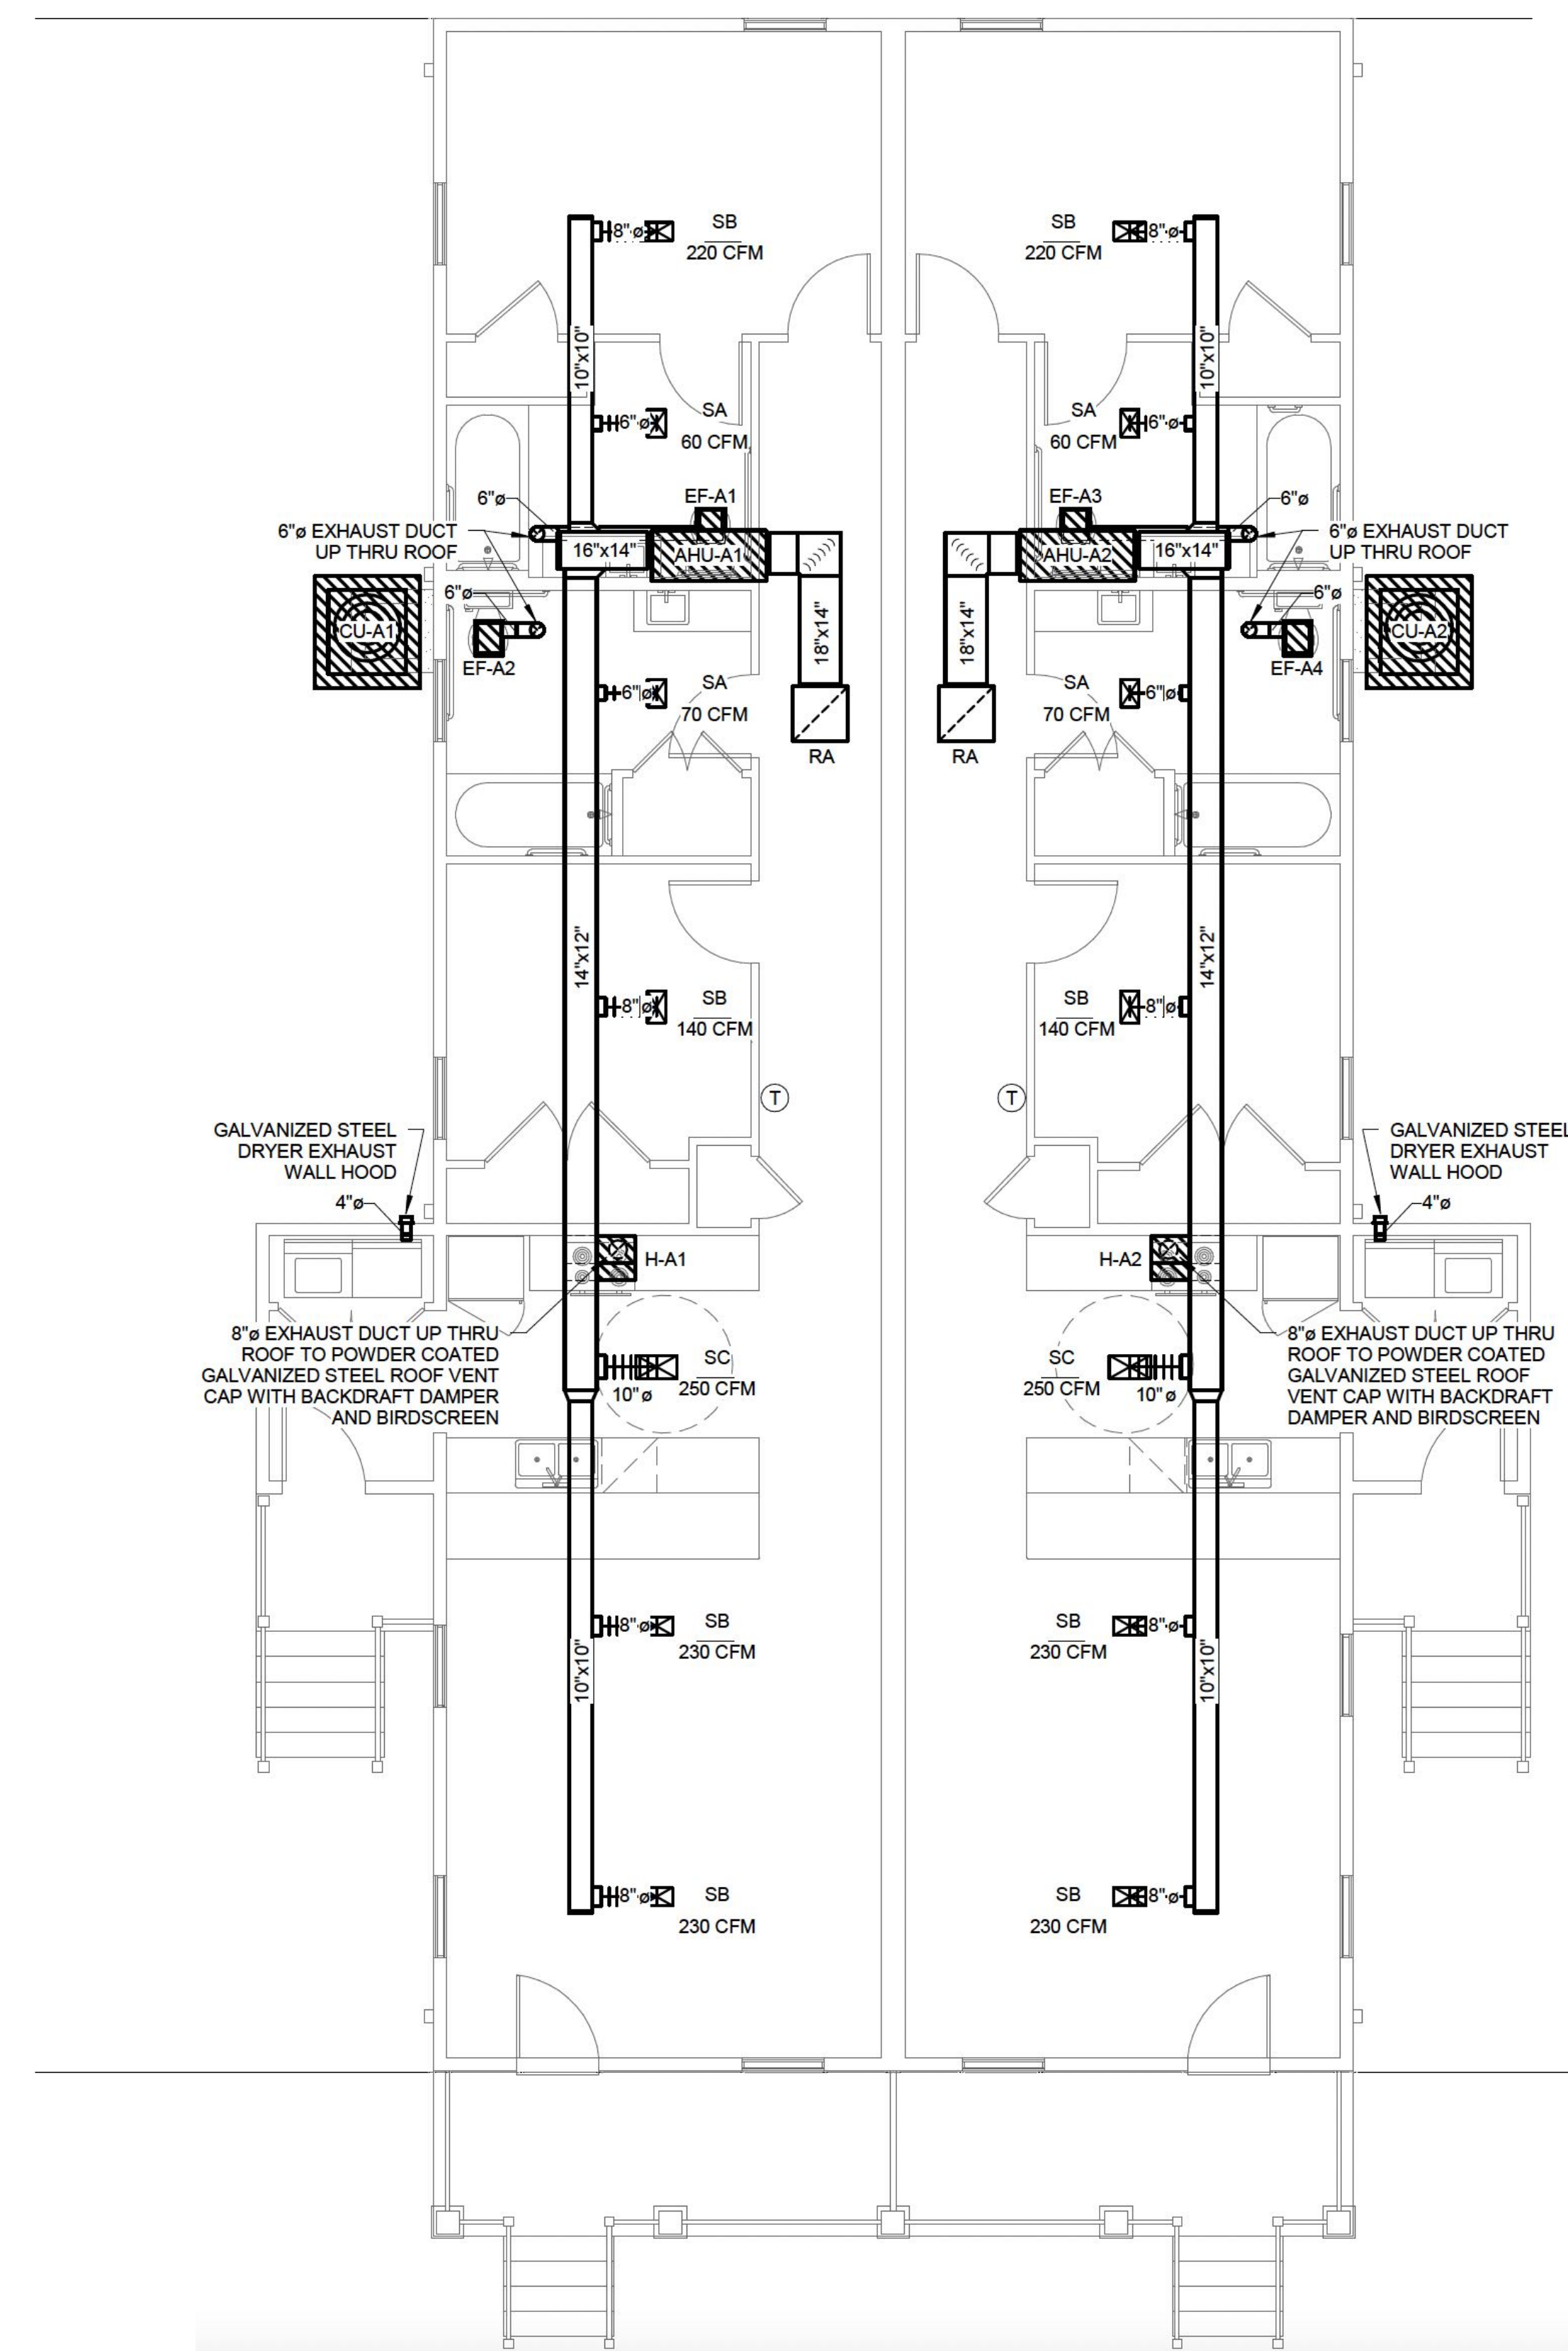 SB
220 CFM
SB
220 CFM
8"ø
8"ø
10"x10"
10"x10"
SA
60 CFM
SA
60 CFM
6"ø
6"ø
EF-A1
EF-A3
6"ø
6"ø
6"ø EXHAUST DUCT
UP THRU ROOF
6"ø EXHAUST DUCT
UP THRU ROOF
16"x14"
AHU-A1
AHU-A2
16"x14"
6"ø
6"ø
CU-A1
CU-A2
18"x14"
18"x14"
EF-A2
EF-A4
SA
70 CFM
SA
70 CFM
6"ø
6"ø
RA
RA
14"x12"
14"x12"
SB
140 CFM
SB
140 CFM
8"ø
8"ø
T
T
GALVANIZED STEEL
DRYER EXHAUST
WALL HOOD
GALVANIZED STEEL
DRYER EXHAUST
WALL HOOD
4"ø
4"ø
H-A1
H-A2
8"ø EXHAUST DUCT UP THRU
ROOF TO POWDER COATED
GALVANIZED STEEL ROOF VENT
CAP WITH BACKDRAFT DAMPER
AND BIRDSCREEN
8"ø EXHAUST DUCT UP THRU
ROOF TO POWDER COATED
GALVANIZED STEEL ROOF
VENT CAP WITH BACKDRAFT
DAMPER AND BIRDSCREEN
SC
250 CFM
SC
250 CFM
10"ø
10"ø
SB
230 CFM
SB
230 CFM
8"ø
8"ø
10"x10"
10"x10"
SB
230 CFM
SB
230 CFM
8"ø
8"ø